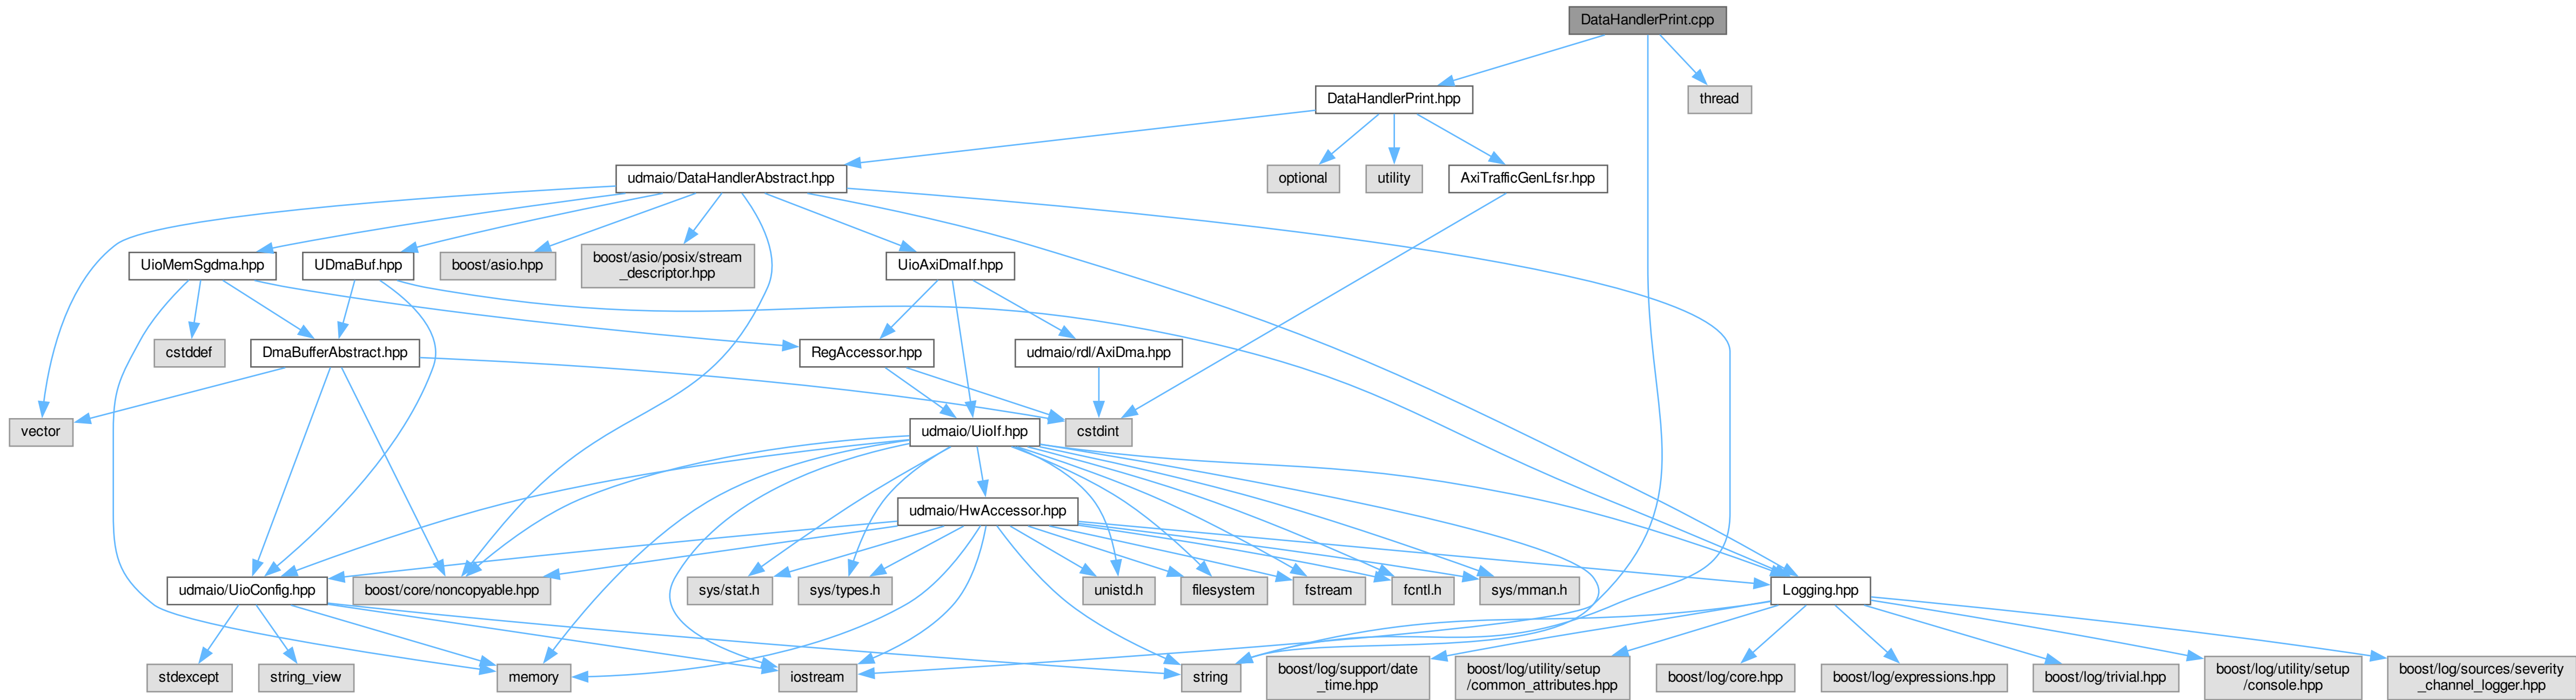 DataHandlerPrint.cpp
DataHandlerPrint.hpp
thread
udmaio/DataHandlerAbstract.hpp
optional
utility
AxiTrafficGenLfsr.hpp
UioMemSgdma.hpp
UDmaBuf.hpp
boost/asio.hpp
boost/asio/posix/stream
_descriptor.hpp
UioAxiDmaIf.hpp
cstddef
DmaBufferAbstract.hpp
RegAccessor.hpp
udmaio/rdl/AxiDma.hpp
vector
udmaio/UioIf.hpp
cstdint
udmaio/HwAccessor.hpp
udmaio/UioConfig.hpp
boost/core/noncopyable.hpp
sys/stat.h
sys/types.h
unistd.h
filesystem
fstream
fcntl.h
sys/mman.h
Logging.hpp
stdexcept
string_view
memory
iostream
string
boost/log/support/date
_time.hpp
boost/log/utility/setup
/common_attributes.hpp
boost/log/core.hpp
boost/log/expressions.hpp
boost/log/trivial.hpp
boost/log/utility/setup
/console.hpp
boost/log/sources/severity
_channel_logger.hpp